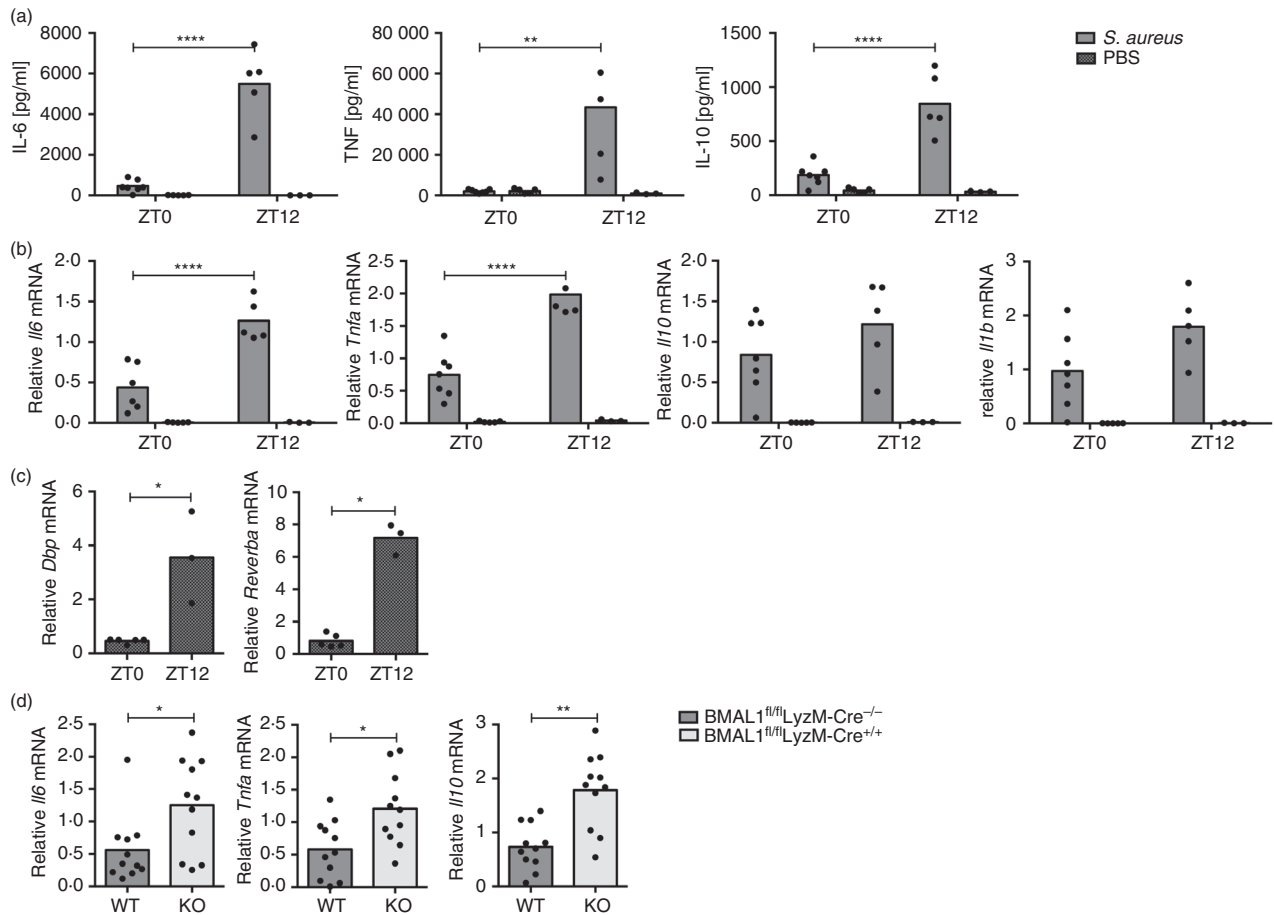 (a)
8000
6000
4000
2000
0
IL-6 [pg/ml]
****
ZT0 ZT12
80 000
60 000
40 000
20 000
0
TNF [pg/ml]
**
ZT0 ZT12
1500
1000
500
0
IL-10 [pg/ml]
****
ZT0 ZT12
S. aureus
PBS
(b)
2·0
1·5
1·0
0·5
0·0
Relative Il6 mRNA
****
ZT0 ZT12
2·5
2·0
1·5
1·0
0·5
0·0
Relative Tnfa mRNA
****
ZT0 ZT12
2·0
1·5
1·0
0·5
0·0
Relative Il10 mRNA
ZT0 ZT12
3
2
1
0
relative Il1b mRNA
ZT0 ZT12
(c)
6
4
2
0
Relative Dbp mRNA
*
ZT0 ZT12
10
8
6
4
2
0
Relative Reverba mRNA
*
ZT0 ZT12
(d)
2·5
2·0
1·5
1·0
0·5
0·0
Relative Il6 mRNA
*
WT KO
2·5
2·0
1·5
1·0
0·5
0·0
Relative Tnfa mRNA
*
WT KO
3
2
1
0
Relative Il10 mRNA
**
WT KO
BMAL1fl/flLyzM-Cre−/−
BMAL1fl/flLyzM-Cre+/+